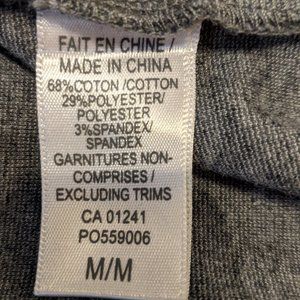 FAIT EN CHINE /
MADE IN CHINA
68%COTON /COTTON
29%POLYESTER/
POLYESTER
3%SPANDEX/
SPANDEX
GARNITURES NON-
COMPRISES /
EXCLUDING TRIMS
CA 01241
PO559006
M/M